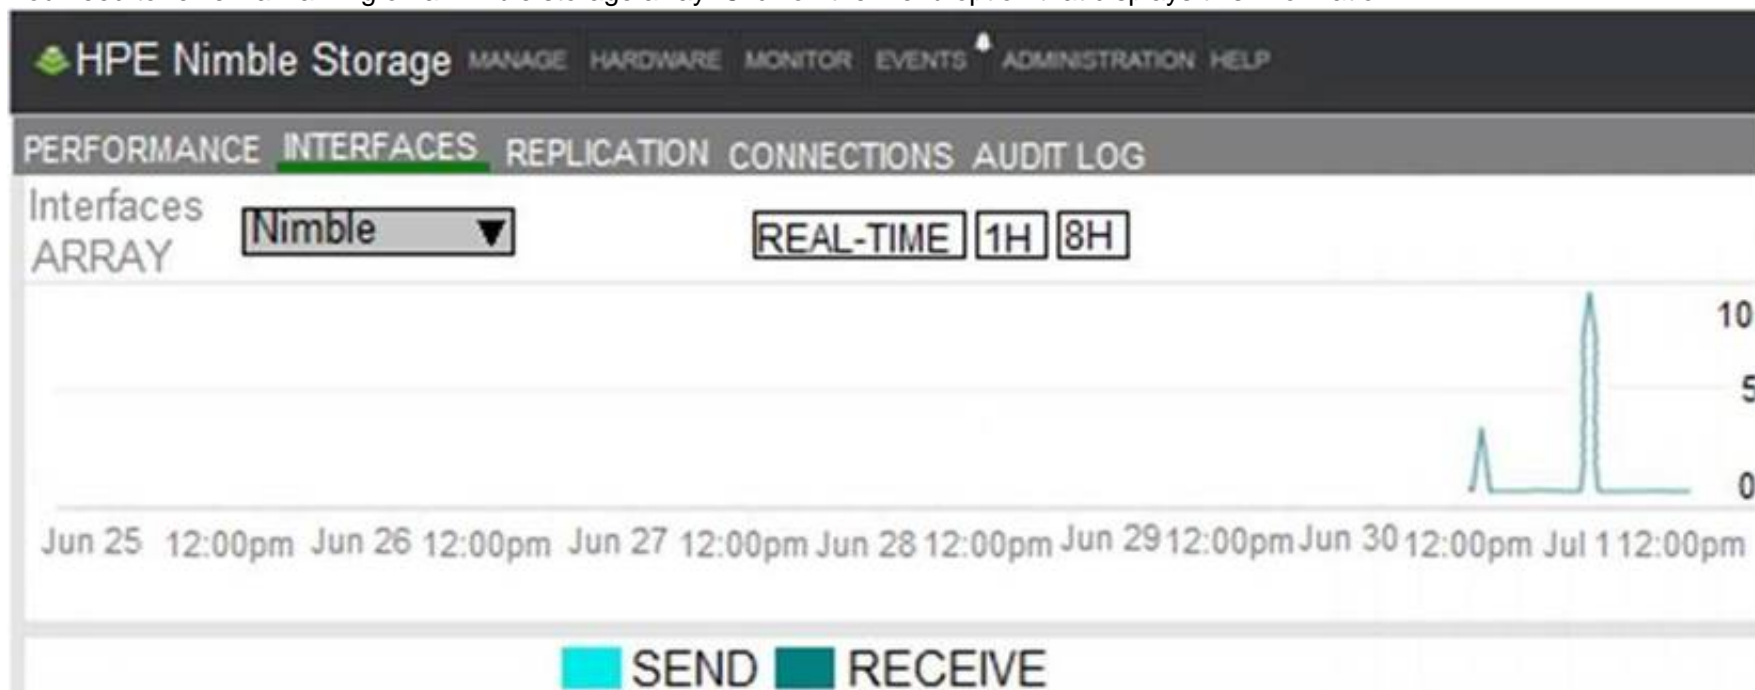 HPE Nimble Storage MANAGE HARDWARE MONITOR EVENTS ADMINISTRATION HELP
PERFORMANCE INTERFACES REPLICATION CONNECTIONS AUDIT LOG
Interfaces
ARRAY Nimble REAL-TIME 1H 8H
10
5
0
Jun 25 12:00pm Jun 26 12:00pm Jun 27 12:00pm Jun 28 12:00pm Jun 29 12:00pm Jun 30 12:00pm Jul 1 12:00pm
SEND RECEIVE